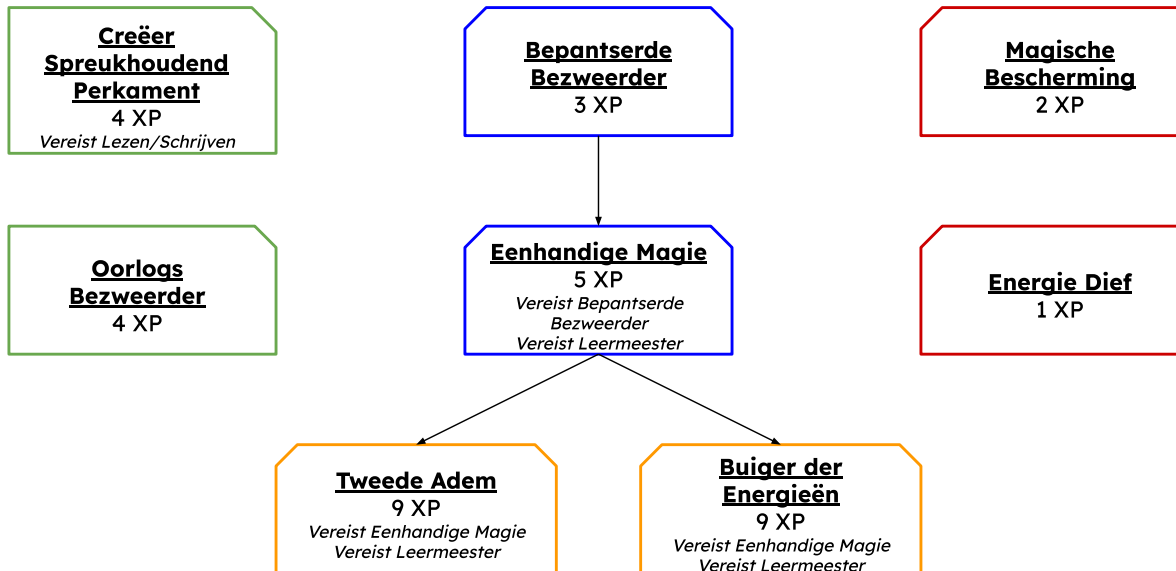 Creëer
Spreukhoudend
Perkament
4 XP
Vereist Lezen/Schrijven
Bepantserde
Bezweerder
3 XP
Magische
Bescherming
2 XP
Oorlogs
Bezweerder
4 XP
Eenhandige Magie
5 XP
Vereist Bepantserde
Bezweerder
Vereist Leermeester
Energie Dief
1 XP
Tweede Adem
9 XP
Vereist Eenhandige Magie
Vereist Leermeester
Buiger der
Energieën
9 XP
Vereist Eenhandige Magie
Vereist Leermeester